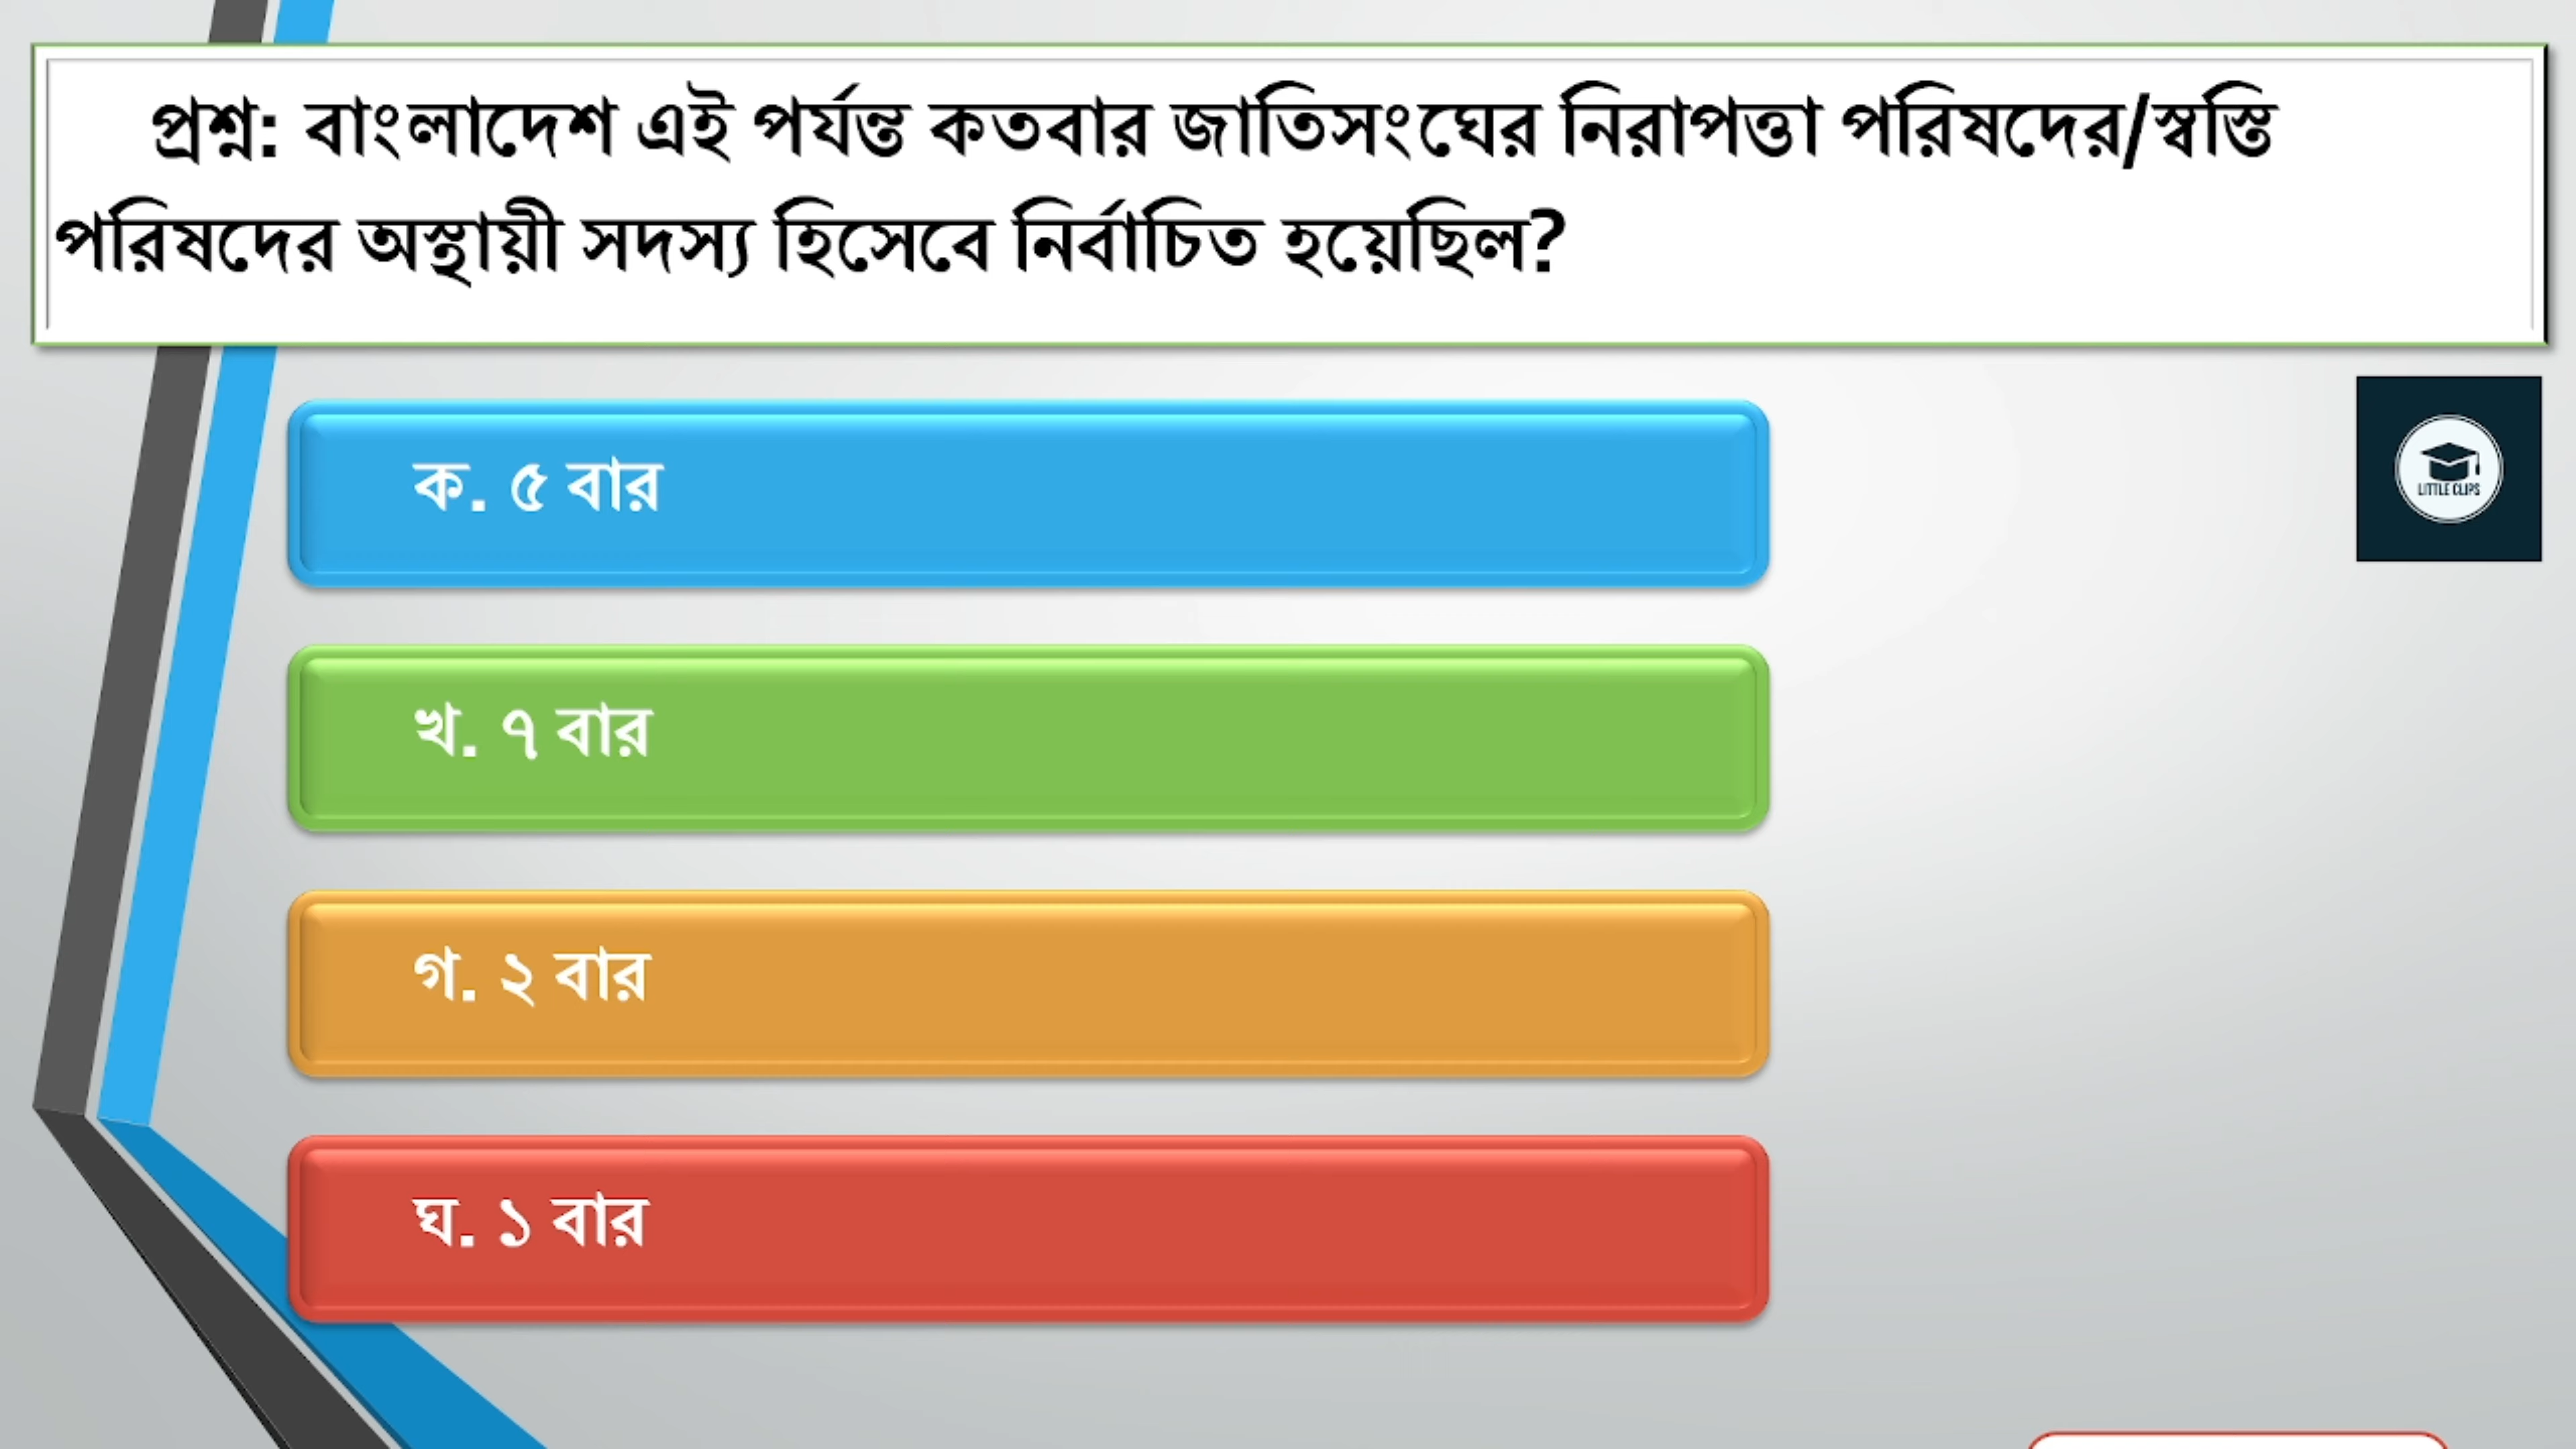 প্রশ্ন: বাংলাদেশ এই পর্যন্ত কতবার জাতিসংঘের নিরাপত্তা পরিষদের/স্বস্তি
পরিষদের অস্থায়ী সদস্য হিসেবে নির্বাচিত হয়েছিল?
ক. ৫ বার
LITTLE CLIPS
খ. ৭ বার
গ. ২ বার
ঘ. ১ বার